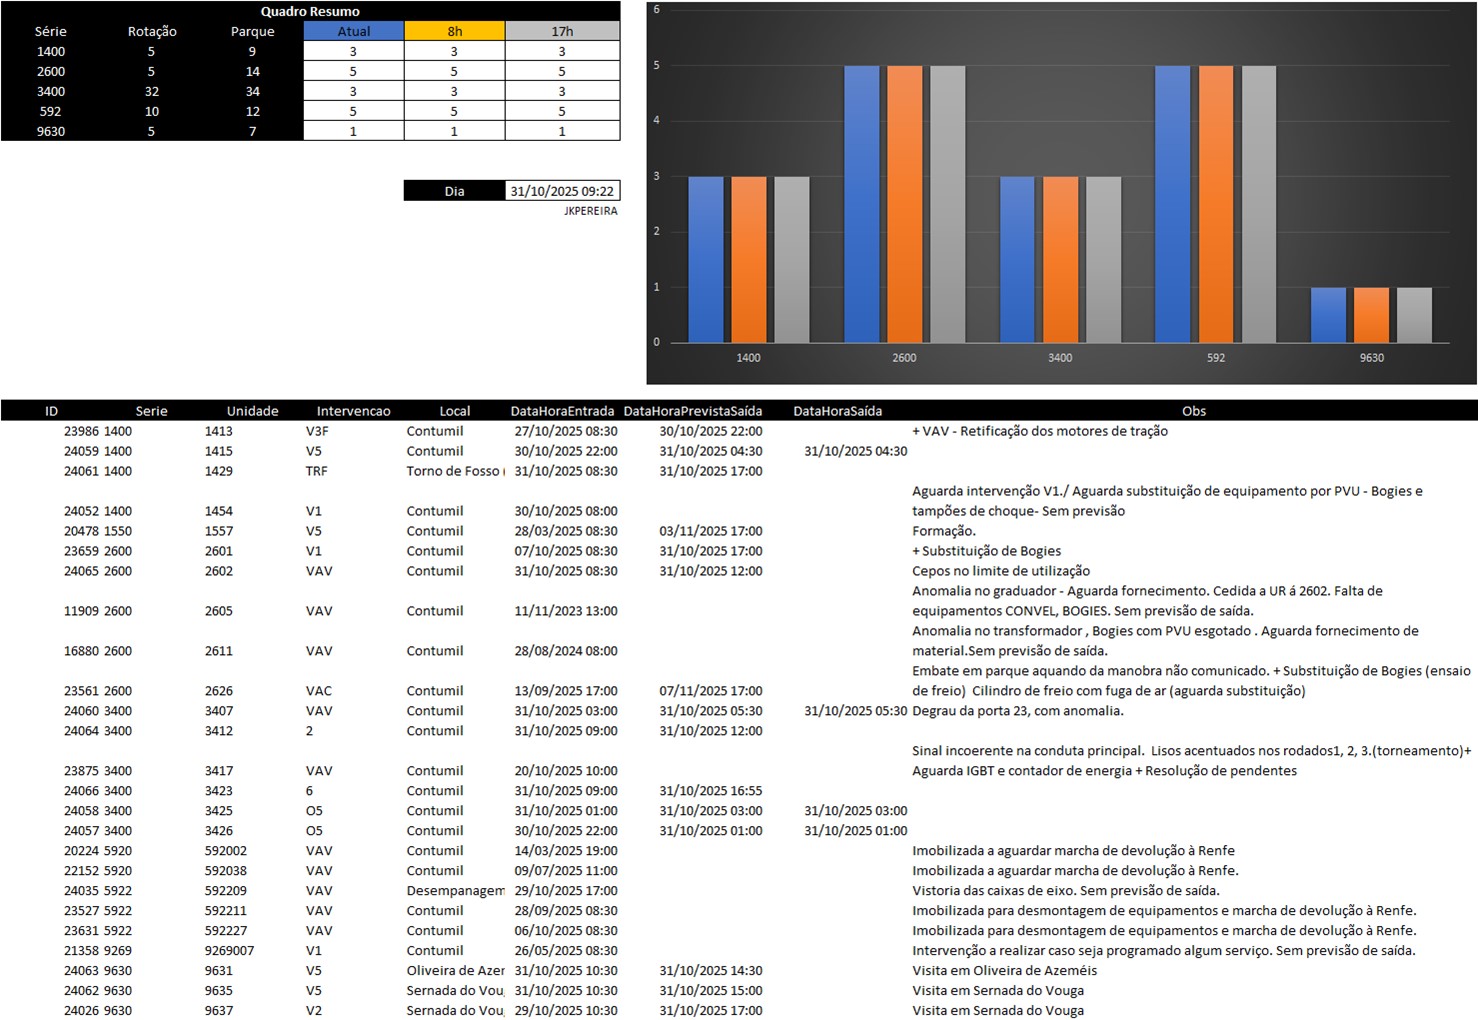 Quadro Resumo
Série Rotação Parque Atual 8h 17h
1400 5 9 3 3 3
2600 5 14 5 5 5
3400 32 34 3 3 3
592 10 12 5 5 5
9630 5 7 1 1 1
Dia 31/10/2025 09:22
JKPEREIRA
6
5
4
3
2
1
0
1400 2600 3400 592 9630
ID Serie Unidade Intervencao Local DataHoraEntrada DataHoraPrevistaSaída DataHoraSaída Obs
23986 1400 1413 V3F Contumil 27/10/2025 08:30 30/10/2025 22:00 + VAV - Retificação dos motores de tração
24059 1400 1415 V5 Contumil 30/10/2025 22:00 31/10/2025 04:30 31/10/2025 04:30
24061 1400 1429 TRF Torno de Fosso ( 31/10/2025 08:30 31/10/2025 17:00
Aguarda intervenção V1./ Aguarda substituição de equipamento por PVU - Bogies e
24052 1400 1454 V1 Contumil 30/10/2025 08:00 tampões de choque- Sem previsão
20478 1550 1557 V5 Contumil 28/03/2025 08:30 03/11/2025 17:00 Formação.
23659 2600 2601 V1 Contumil 07/10/2025 08:30 31/10/2025 17:00 + Substituição de Bogies
24065 2600 2602 VAV Contumil 31/10/2025 08:30 31/10/2025 12:00 Cepos no limite de utilização
Anomalia no graduador - Aguarda fornecimento. Cedida a UR á 2602. Falta de
11909 2600 2605 VAV Contumil 11/11/2023 13:00 equipamentos CONVEL, BOGIES. Sem previsão de saída.
Anomalia no transformador , Bogies com PVU esgotado . Aguarda fornecimento de
16880 2600 2611 VAV Contumil 28/08/2024 08:00 material.Sem previsão de saída.
Embate em parque aquando da manobra não comunicado. + Substituição de Bogies (ensaio
23561 2600 2626 VAC Contumil 13/09/2025 17:00 07/11/2025 17:00 de freio) Cilindro de freio com fuga de ar (aguarda substituição)
24060 3400 3407 VAV Contumil 31/10/2025 03:00 31/10/2025 05:30 31/10/2025 05:30 Degrau da porta 23, com anomalia.
24064 3400 3412 2 Contumil 31/10/2025 09:00 31/10/2025 12:00
Sinal incoerente na conduta principal. Lisos acentuados nos rodados1, 2, 3.(torneamento)+
23875 3400 3417 VAV Contumil 20/10/2025 10:00 Aguarda IGBT e contador de energia + Resolução de pendentes
24066 3400 3423 6 Contumil 31/10/2025 09:00 31/10/2025 16:55
24058 3400 3425 O5 Contumil 31/10/2025 01:00 31/10/2025 03:00 31/10/2025 03:00
24057 3400 3426 O5 Contumil 30/10/2025 22:00 31/10/2025 01:00 31/10/2025 01:00
20224 5920 592002 VAV Contumil 14/03/2025 19:00 Imobilizada a aguardar marcha de devolução à Renfe
22152 5920 592038 VAV Contumil 09/07/2025 11:00 Imobilizada a aguardar marcha de devolução à Renfe.
24035 5922 592209 VAV Desempanagem 29/10/2025 17:00 Vistoria das caixas de eixo. Sem previsão de saída.
23527 5922 592211 VAV Contumil 28/09/2025 08:30 Imobilizada para desmontagem de equipamentos e marcha de devolução à Renfe.
23631 5922 592227 VAV Contumil 06/10/2025 08:30 Imobilizada para desmontagem de equipamentos e marcha de devolução à Renfe.
21358 9269 9269007 V1 Contumil 26/05/2025 08:30 Intervenção a realizar caso seja programado algum serviço. Sem previsão de saída.
24063 9630 9631 V5 Oliveira de Azer 31/10/2025 10:30 31/10/2025 14:30 Visita em Oliveira de Azeméis
24062 9630 9635 V5 Sernada do Vou 31/10/2025 10:30 31/10/2025 15:00 Visita em Sernada do Vouga
24026 9630 9637 V2 Sernada do Vou 29/10/2025 10:30 31/10/2025 17:00 Visita em Sernada do Vouga